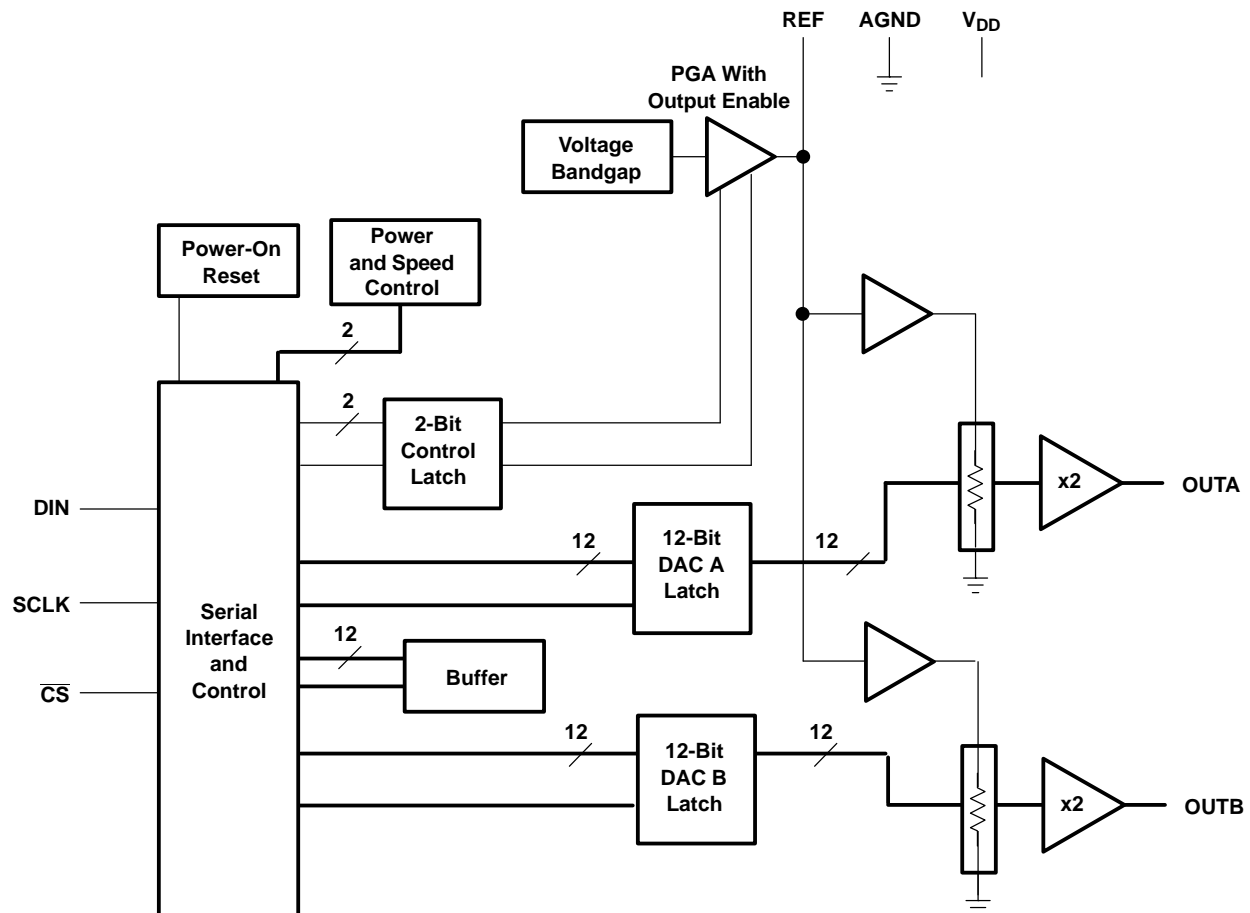 REF AGND VDD
PGA With
Output Enable
Voltage
Bandgap
Power-On
Reset
Power
and Speed
Control
2
2
2-Bit
Control
Latch
x2
OUTA
DIN
12
12-Bit
DAC A
Latch
12
SCLK
Serial
Interface
and
Control
12
Buffer
CS
12
12-Bit
DAC B
Latch
12
x2
OUTB